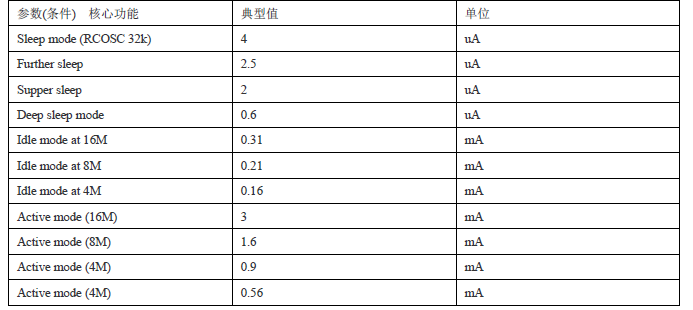 参数(条件) 核心功能 典型值 单位
Sleep mode (RCOSC 32k) 4 uA
Further sleep 2.5 uA
Supper sleep 2 uA
Deep sleep mode 0.6 uA
Idle mode at 16M 0.31 mA
Idle mode at 8M 0.21 mA
Idle mode at 4M 0.16 mA
Active mode (16M) 3 mA
Active mode (8M) 1.6 mA
Active mode (4M) 0.9 mA
Active mode (4M) 0.56 mA